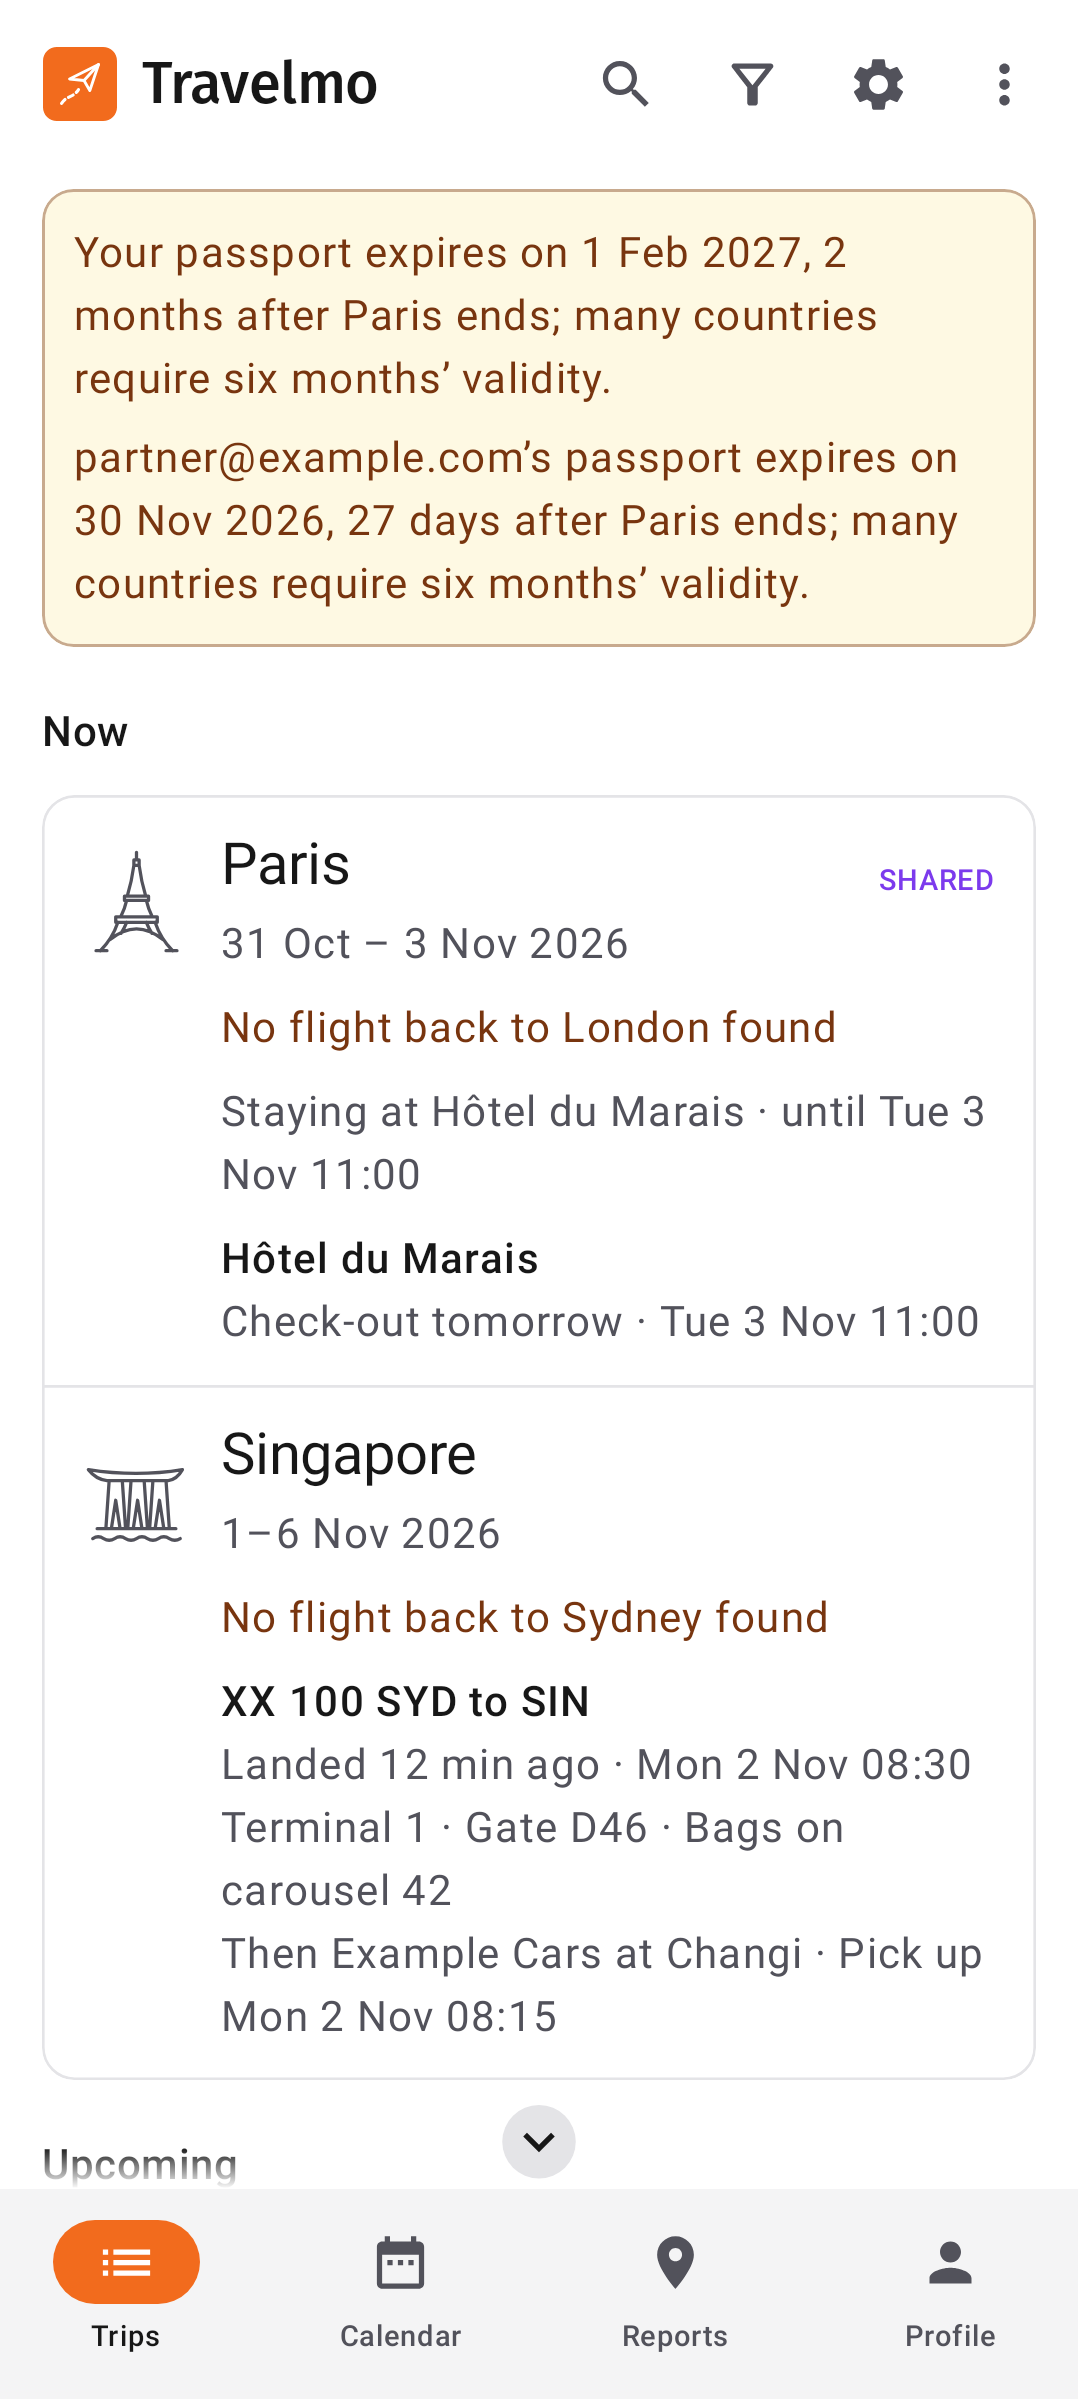 Travelmo
Your passport expires on 1 Feb 2027, 2
months after Paris ends; many countries
require six months’ validity.
partner@example.com’s passport expires on
30 Nov 2026, 27 days after Paris ends; many
countries require six months’ validity.
Now
Paris
SHARED
31 Oct – 3 Nov 2026
No flight back to London found
Staying at Hôtel du Marais · until Tue 3
Nov 11:00
Hôtel du Marais
Check-out tomorrow · Tue 3 Nov 11:00
Singapore
1–6 Nov 2026
No flight back to Sydney found
XX 100 SYD to SIN
Landed 12 min ago · Mon 2 Nov 08:30
Terminal 1 · Gate D46 · Bags on
carousel 42
Then Example Cars at Changi · Pick up
Mon 2 Nov 08:15
Upcoming
Trips
Calendar
Reports
Profile